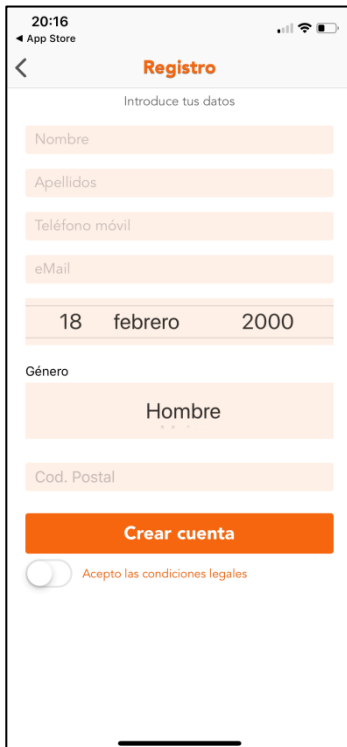 20:16
App Store
Registro
Introduce tus datos
Nombre
Apellidos
Teléfono móvil
eMail
18 febrero 2000
Género
Hombre
Cod. Postal
Crear cuenta
Acepto las condiciones legales